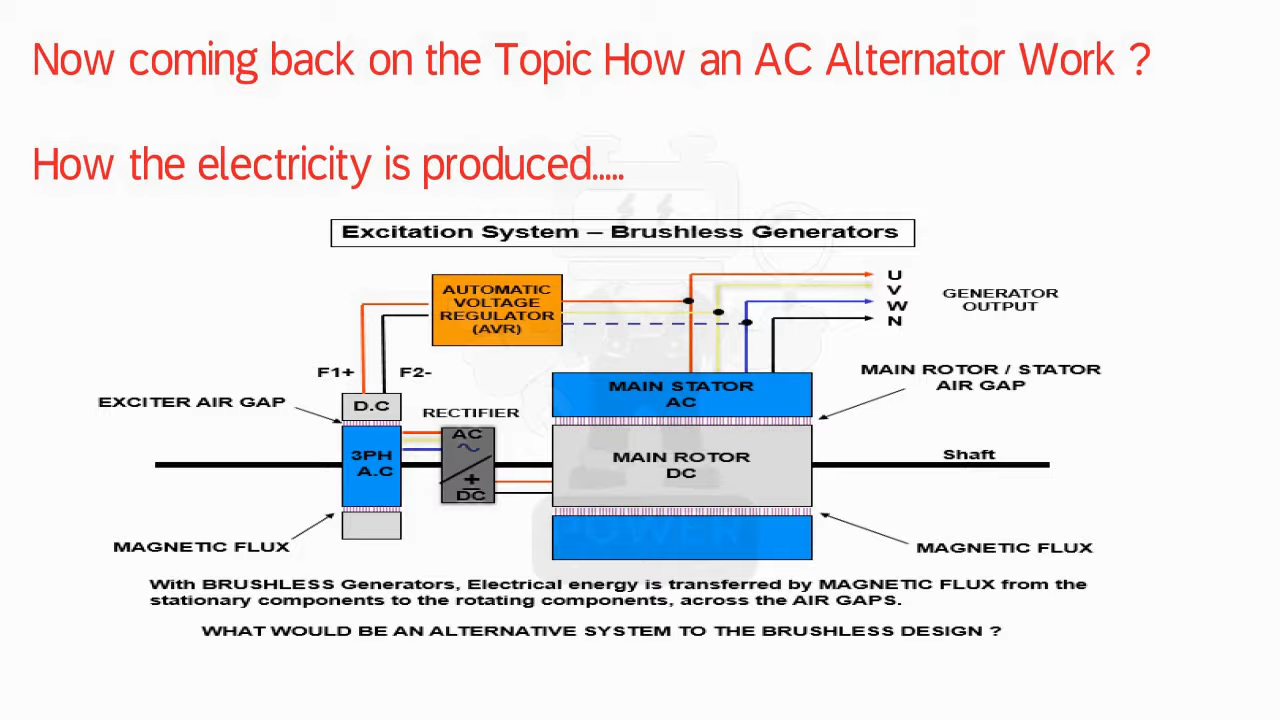 Now coming back on the Topic How an AC Alternator Work ?
How the electricity is produced.....
Excitation System – Brushless Generators
AUTOMATIC
VOLTAGE
REGULATOR
(AVR)
U
V
W
N
GENERATOR
OUTPUT
F1+
F2-
MAIN ROTOR / STATOR
AIR GAP
EXCITER AIR GAP
D.C
RECTIFIER
MAIN STATOR
AC
AC
3PH
A.C
+
DC
MAIN ROTOR
DC
Shaft
MAGNETIC FLUX
MAGNETIC FLUX
POWER
With BRUSHLESS Generators, Electrical energy is transferred by MAGNETIC FLUX from the
stationary components to the rotating components, across the AIR GAPS.
WHAT WOULD BE AN ALTERNATIVE SYSTEM TO THE BRUSHLESS DESIGN ?